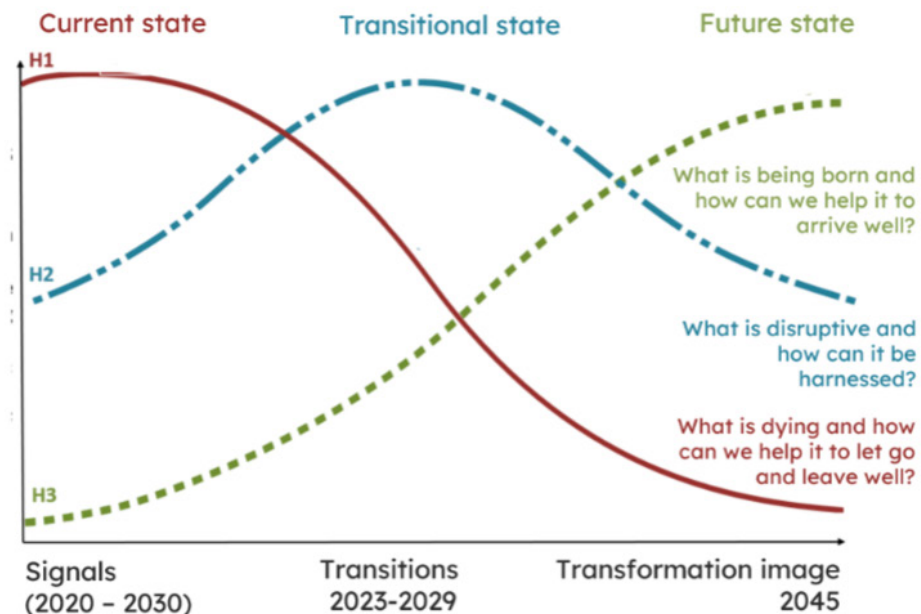 Current state
Transitional state
Future state
H1
What is being born and
how can we help it to
arrive well?
H2
What is disruptive and
how can it be
harnessed?
What is dying and how
can we help it to let go
and leave well?
H3
Signals
(2020 – 2030)
Transitions
2023-2029
Transformation image
2045